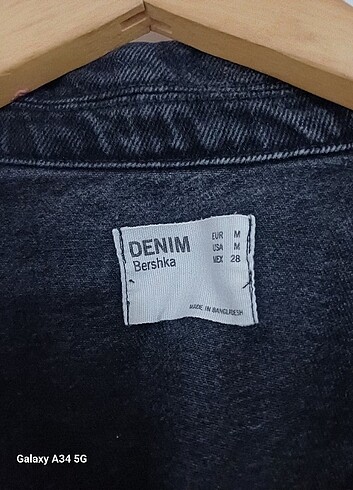 DENIM
Bershka
EUR M
USA M
MEX 28
MADE IN BANGLADESH
Galaxy A34 5G